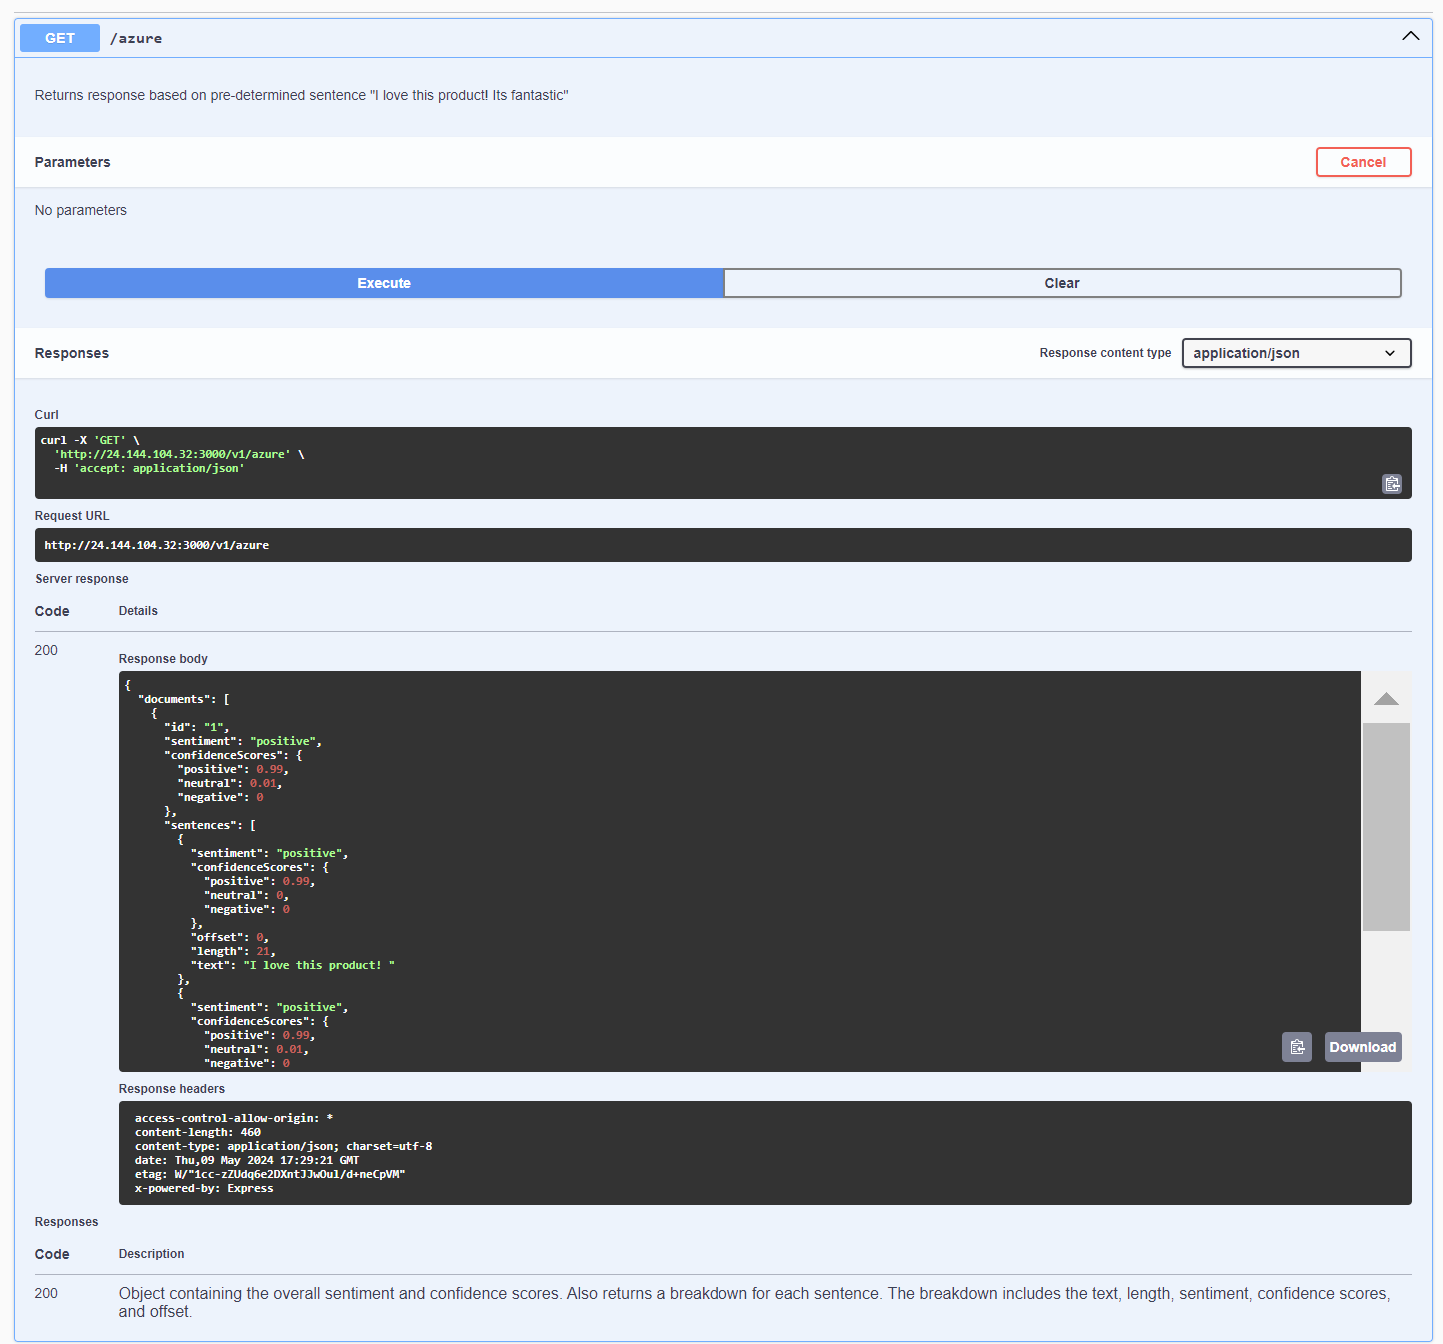 GET /azure
Returns response based on pre-determined sentence "I love this product! Its fantastic"
Parameters
Cancel
No parameters
Execute
Clear
Responses
Response content type
application/json
Curl
curl -X 'GET' \
  'http://24.144.104.32:3000/v1/azure' \
  -H 'accept: application/json'
Request URL
http://24.144.104.32:3000/v1/azure
Server response
Code Details
200
Response body
{
  "documents": [
    {
      "id": "1",
      "sentiment": "positive",
      "confidenceScores": {
        "positive": 0.99,
        "neutral": 0.01,
        "negative": 0
      },
      "sentences": [
        {
          "sentiment": "positive",
          "confidenceScores": {
            "positive": 0.99,
            "neutral": 0,
            "negative": 0
          },
          "offset": 0,
          "length": 21,
          "text": "I love this product! "
        },
        {
          "sentiment": "positive",
          "confidenceScores": {
            "positive": 0.99,
            "neutral": 0.01,
            "negative": 0
Download
Response headers
access-control-allow-origin: *
content-length: 460
content-type: application/json; charset=utf-8
date: Thu,09 May 2024 17:29:21 GMT
etag: W/"1cc-zZUdq6e2DXntJJwOul/d+neCpVM"
x-powered-by: Express
Responses
Code Description
200
Object containing the overall sentiment and confidence scores. Also returns a breakdown for each sentence. The breakdown includes the text, length, sentiment, confidence scores,
and offset.